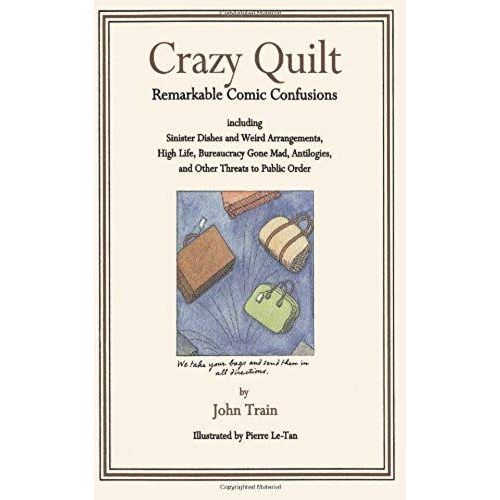 Crazy Quilt
Remarkable Comic Confusions
including
Sinister Dishes and Weird Arrangements,
High Life, Bureaucracy Gone Mad, Antilogies,
and Other Threats to Public Order
We take your bags and send them in
all directions.
by
John Train
Illustrated by Pierre Le-Tan
Copyrighted Material